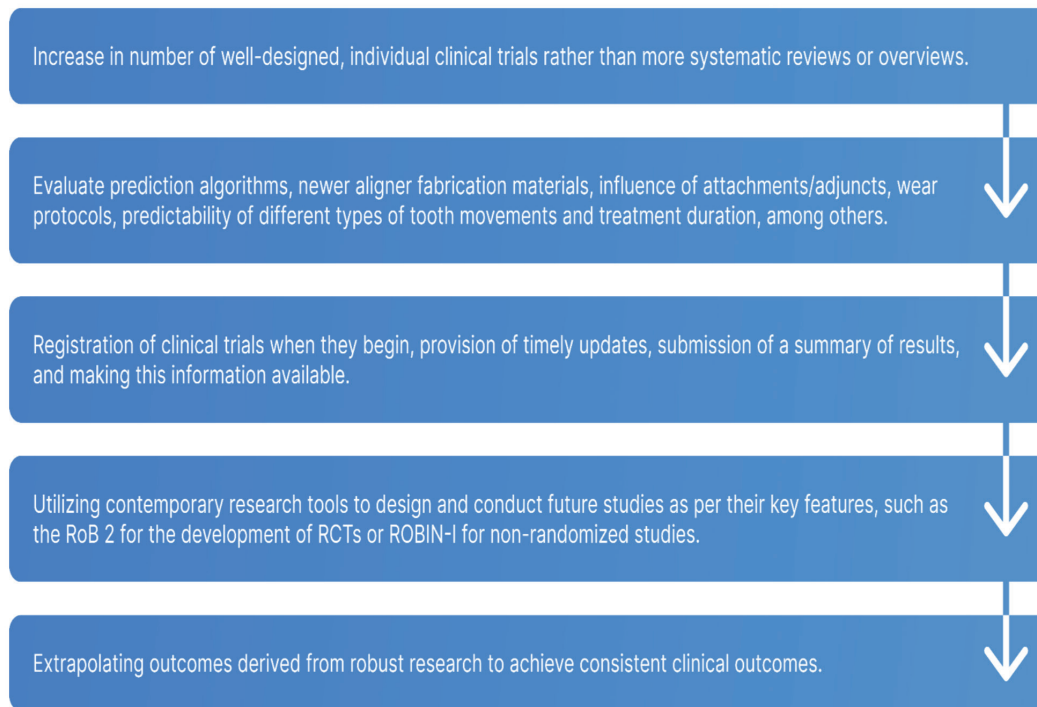 Increase in number of well-designed, individual clinical trials rather than more systematic reviews or overviews.
Evaluate prediction algorithms, newer aligner fabrication materials, influence of attachments/adjuncts, wear
protocols, predictability of different types of tooth movements and treatment duration, among others.
Registration of clinical trials when they begin, provision of timely updates, submission of a summary of results,
and making this information available.
Utilizing contemporary research tools to design and conduct future studies as per their key features, such as
the RoB 2 for the development of RCTs or ROBIN-I for non-randomized studies.
Extrapolating outcomes derived from robust research to achieve consistent clinical outcomes.